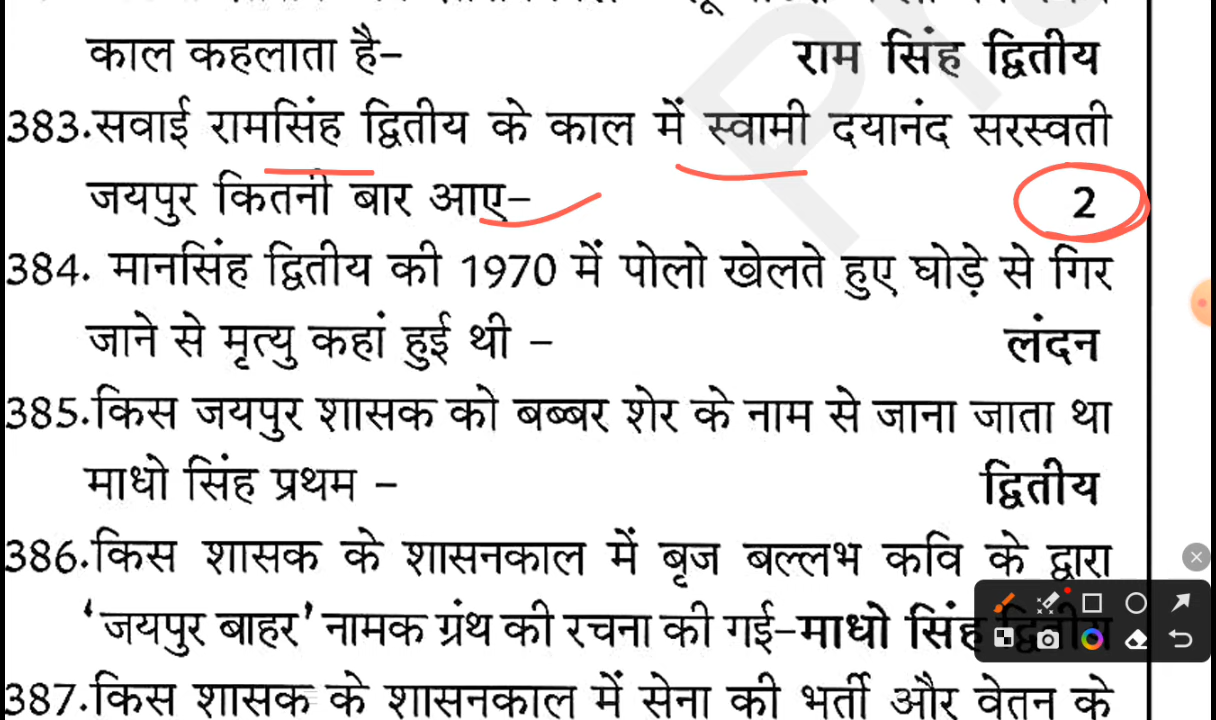 काल कहलाता है– राम सिंह द्वितीय
383.सवाई रामसिंह द्वितीय के काल में स्वामी दयानंद सरस्वती
जयपुर कितनी बार आए– 2
384. मानसिंह द्वितीय की 1970 में पोलो खेलते हुए घोड़े से गिर
जाने से मृत्यु कहां हुई थी – लंदन
385.किस जयपुर शासक को बब्बर शेर के नाम से जाना जाता था
माधो सिंह प्रथम – द्वितीय
386.किस शासक के शासनकाल में बृज बल्लभ कवि के द्वारा
‘जयपुर बाहर’ नामक ग्रंथ की रचना की गई–माधो सिंह द्वितीय
387.किस शासक के शासनकाल में सेना की भर्ती और वेतन के